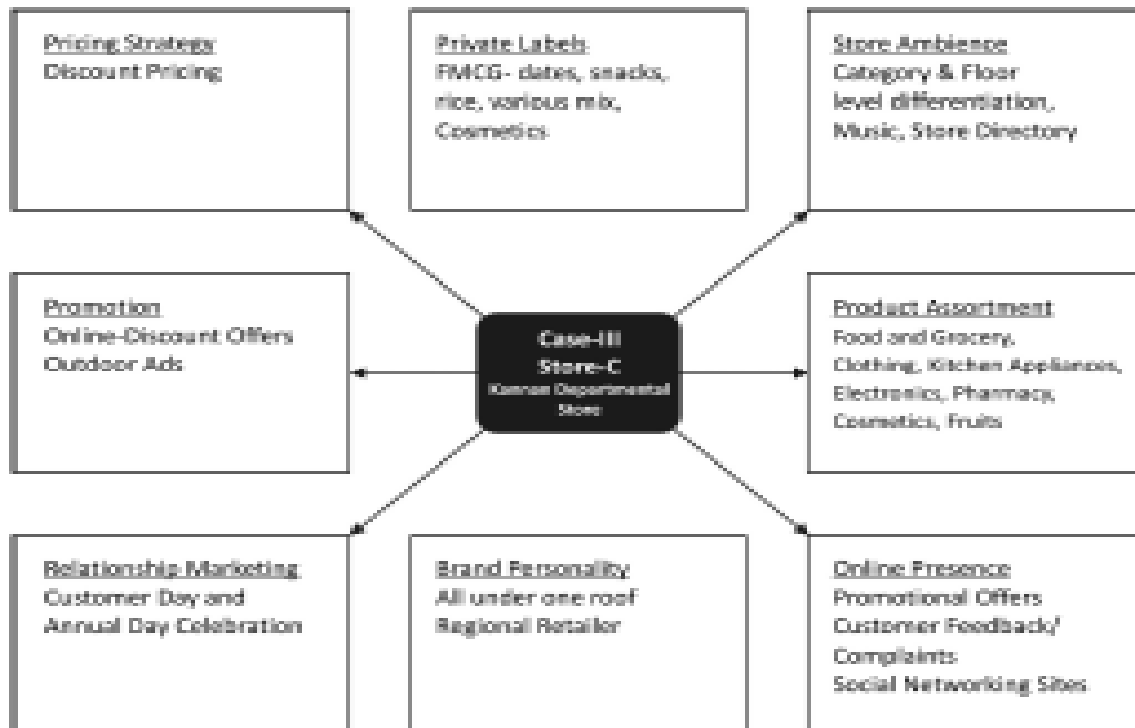 Pricing Strategy
Discount Pricing
Private Labels
FMCG- dates, snacks,
rice, various mix,
Cosmetics
Store Ambience
Category & Floor
level differentiation,
Music, Store Directory
Promotion
Online-Discount Offers
Outdoor Ads
Case-III
Store-C
Kannan Departmental
Store
Product Assortment
Food and Grocery,
Clothing, Kitchen Appliances,
Electronics, Pharmacy,
Cosmetics, Fruits
Relationship Marketing
Customer Day and
Annual Day Celebration
Brand Personality
All under one roof
Regional Retailer
Online Presence
Promotional Offers
Customer Feedback/
Complaints
Social Networking Sites